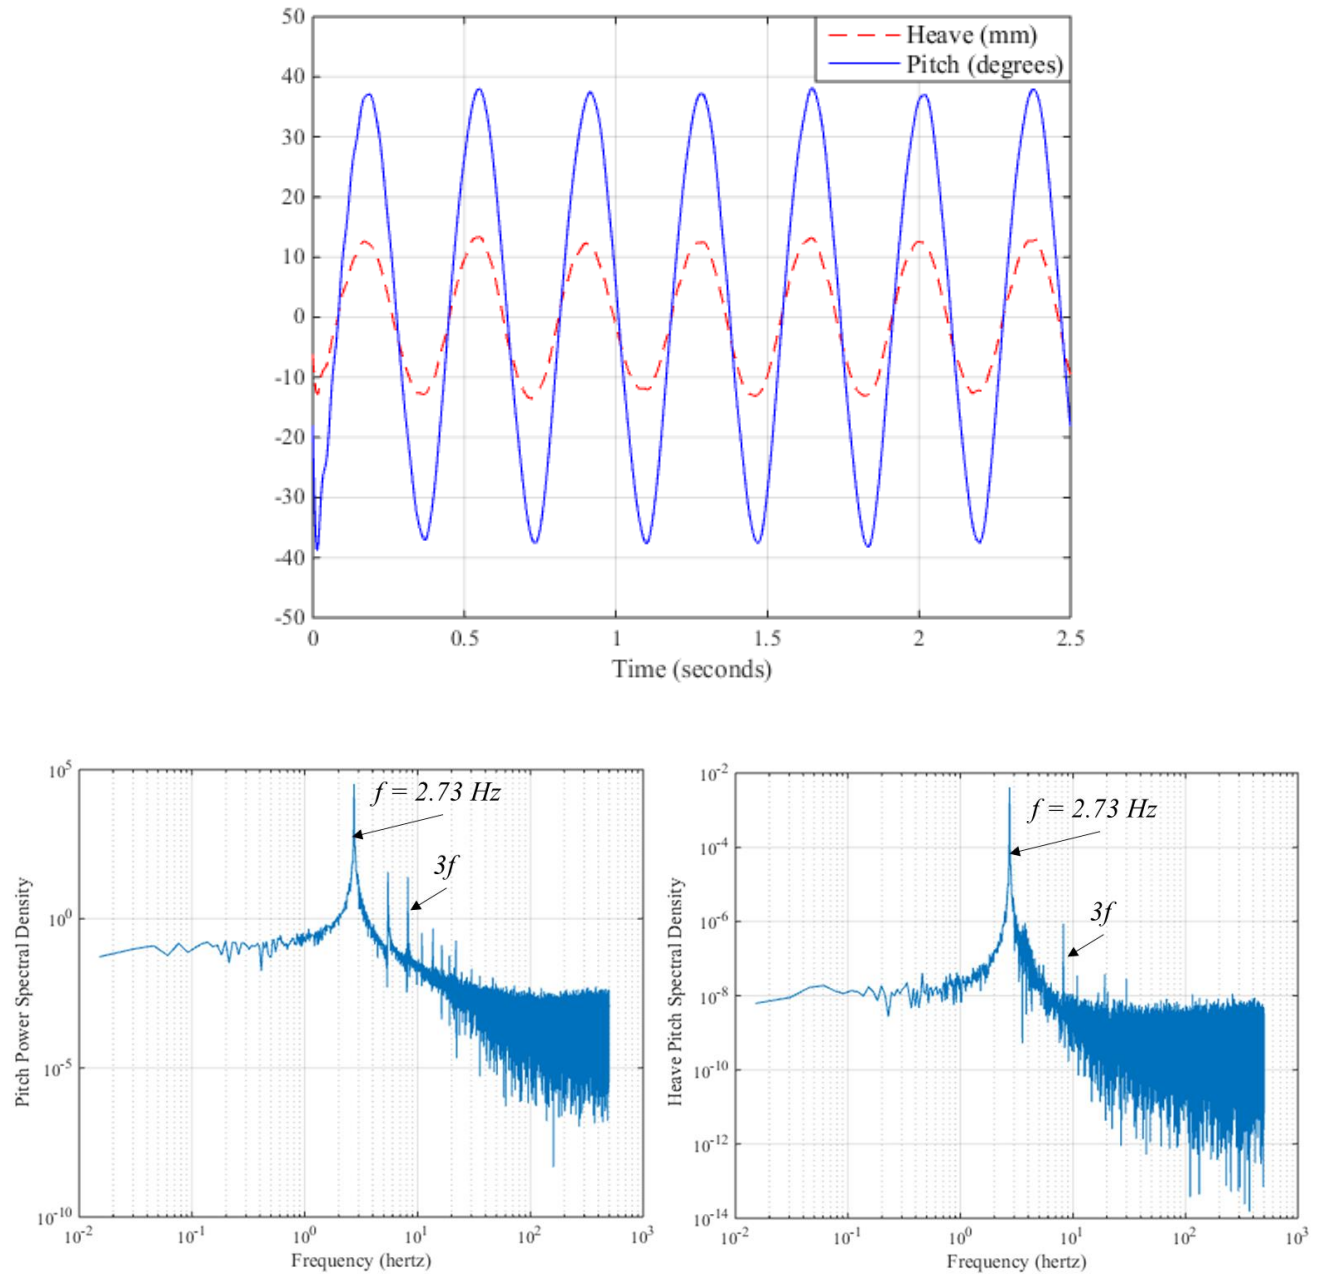 50
Heave (mm)
Pitch (degrees)
40
30
20
10
0
-10
-20
-30
-40
-50
0 0.5 1 1.5 2 2.5
Time (seconds)
10^5
f = 2.73 Hz
3f
10^0
10^-5
10^-10
Pitch Power Spectral Density
10^-2 10^-1 10^0 10^1 10^2 10^3
Frequency (hertz)
10^-2
f = 2.73 Hz
10^-4
3f
10^-6
10^-8
10^-10
10^-12
10^-14
Heave Pitch Spectral Density
10^-2 10^-1 10^0 10^1 10^2 10^3
Frequency (hertz)